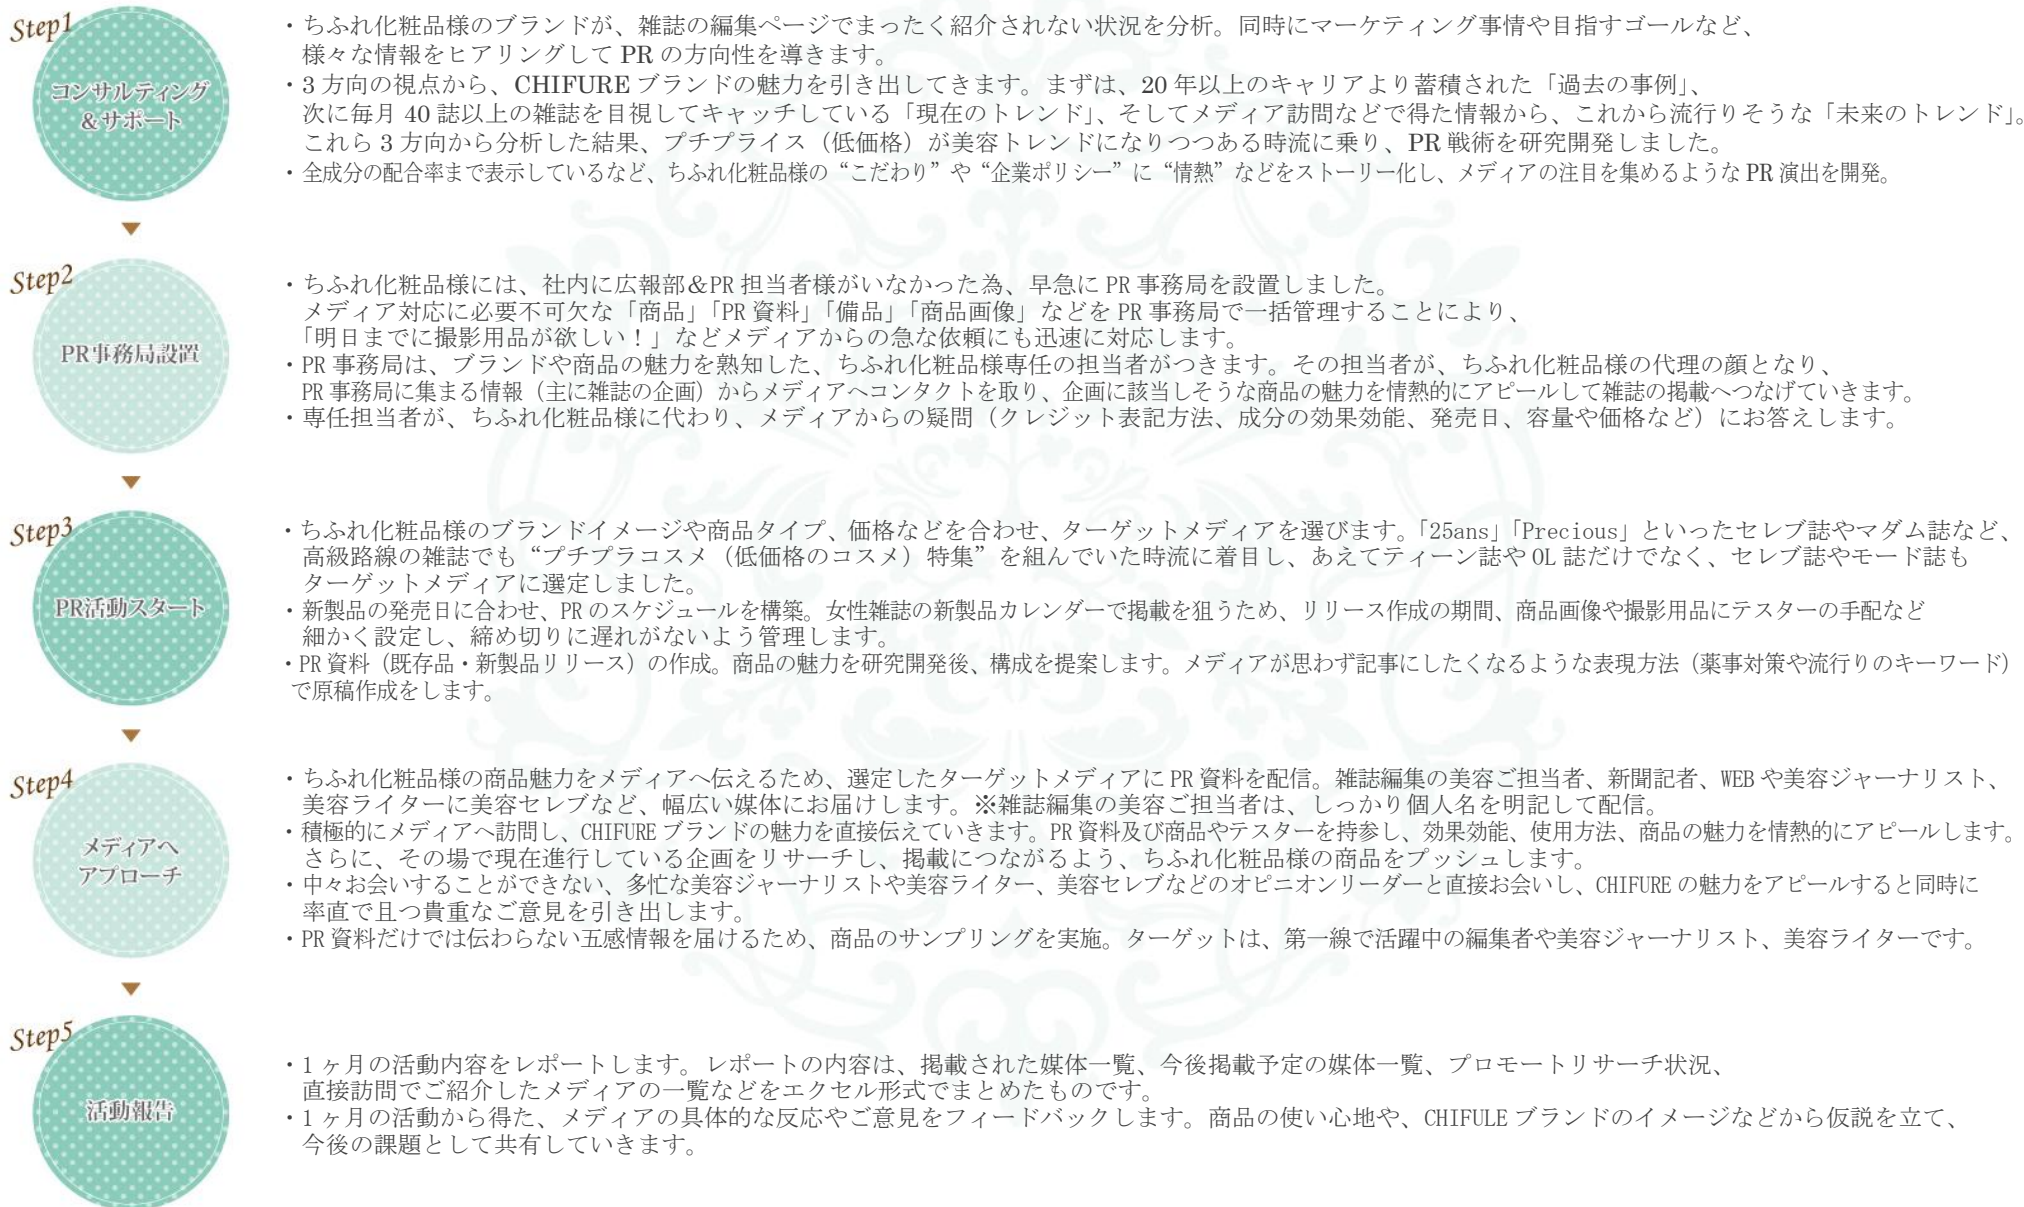 Step1
コンサルティング
&サポート
・ちふれ化粧品様のブランドが、雑誌の編集ページでまったく紹介されない状況を分析。同時にマーケティング事情や目指すゴールなど、
様々な情報をヒアリングして PR の方向性を導きます。
・3 方向の視点から、CHIFURE ブランドの魅力を引き出してきます。まずは、20 年以上のキャリアより蓄積された「過去の事例」、
次に毎月 40 誌以上の雑誌を目視してキャッチしている「現在のトレンド」、そしてメディア訪問などで得た情報から、これから流行りそうな「未来のトレンド」。
これら 3 方向から分析した結果、プチプライス（低価格）が美容トレンドになりつつある時流に乗り、PR 戦術を研究開発しました。
・全成分の配合率まで表示しているなど、ちふれ化粧品様の“こだわり”や“企業ポリシー”に“情熱”などをストーリー化し、メディアの注目を集めるような PR 演出を開発。
Step2
PR事務局設置
・ちふれ化粧品様には、社内に広報部＆PR 担当者様がいなかった為、早急に PR 事務局を設置しました。
メディア対応に必要不可欠な「商品」「PR 資料」「備品」「商品画像」などを PR 事務局で一括管理することにより、
「明日までに撮影用品が欲しい！」などメディアからの急な依頼にも迅速に対応します。
・PR 事務局は、ブランドや商品の魅力を熟知した、ちふれ化粧品様専任の担当者がつきます。その担当者が、ちふれ化粧品様の代理の顔となり、
PR 事務局に集まる情報（主に雑誌の企画）からメディアへコンタクトを取り、企画に該当しそうな商品の魅力を情熱的にアピールして雑誌の掲載へつなげていきます。
・専任担当者が、ちふれ化粧品様に代わり、メディアからの疑問（クレジット表記方法、成分の効果効能、発売日、容量や価格など）にお答えします。
Step3
PR活動スタート
・ちふれ化粧品様のブランドイメージや商品タイプ、価格などを合わせ、ターゲットメディアを選びます。「25ans」「Precious」といったセレブ誌やマダム誌など、
高級路線の雑誌でも“プチプラコスメ（低価格のコスメ）特集”を組んでいた時流に着目し、あえてティーン誌や OL 誌だけでなく、セレブ誌やモード誌も
ターゲットメディアに選定しました。
・新製品の発売日に合わせ、PR のスケジュールを構築。女性雑誌の新製品カレンダーで掲載を狙うため、リリース作成の期間、商品画像や撮影用品にテスターの手配など
細かく設定し、締め切りに遅れがないよう管理します。
・PR 資料（既存品・新製品リリース）の作成。商品の魅力を研究開発後、構成を提案します。メディアが思わず記事にしたくなるような表現方法（薬事対策や流行りのキーワード）
で原稿作成をします。
Step4
メディアへ
アプローチ
・ちふれ化粧品様の商品魅力をメディアへ伝えるため、選定したターゲットメディアに PR 資料を配信。雑誌編集の美容ご担当者、新聞記者、WEB や美容ジャーナリスト、
美容ライターに美容セレブなど、幅広い媒体にお届けします。※雑誌編集の美容ご担当者は、しっかり個人名を明記して配信。
・積極的にメディアへ訪問し、CHIFURE ブランドの魅力を直接伝えていきます。PR 資料及び商品やテスターを持参し、効果効能、使用方法、商品の魅力を情熱的にアピールします。
さらに、その場で現在進行している企画をリサーチし、掲載につながるよう、ちふれ化粧品様の商品をプッシュします。
・中々お会いすることができない、多忙な美容ジャーナリストや美容ライター、美容セレブなどのオピニオンリーダーと直接お会いし、CHIFURE の魅力をアピールすると同時に
率直で且つ貴重なご意見を引き出します。
・PR 資料だけでは伝わらない五感情報を届けるため、商品のサンプリングを実施。ターゲットは、第一線で活躍中の編集者や美容ジャーナリスト、美容ライターです。
Step5
活動報告
・1 ヶ月の活動内容をレポートします。レポートの内容は、掲載された媒体一覧、今後掲載予定の媒体一覧、プロモートリサーチ状況、
直接訪問でご紹介したメディアの一覧などをエクセル形式でまとめたものです。
・1 ヶ月の活動から得た、メディアの具体的な反応やご意見をフィードバックします。商品の使い心地や、CHIFULE ブランドのイメージなどから仮説を立て、
今後の課題として共有していきます。